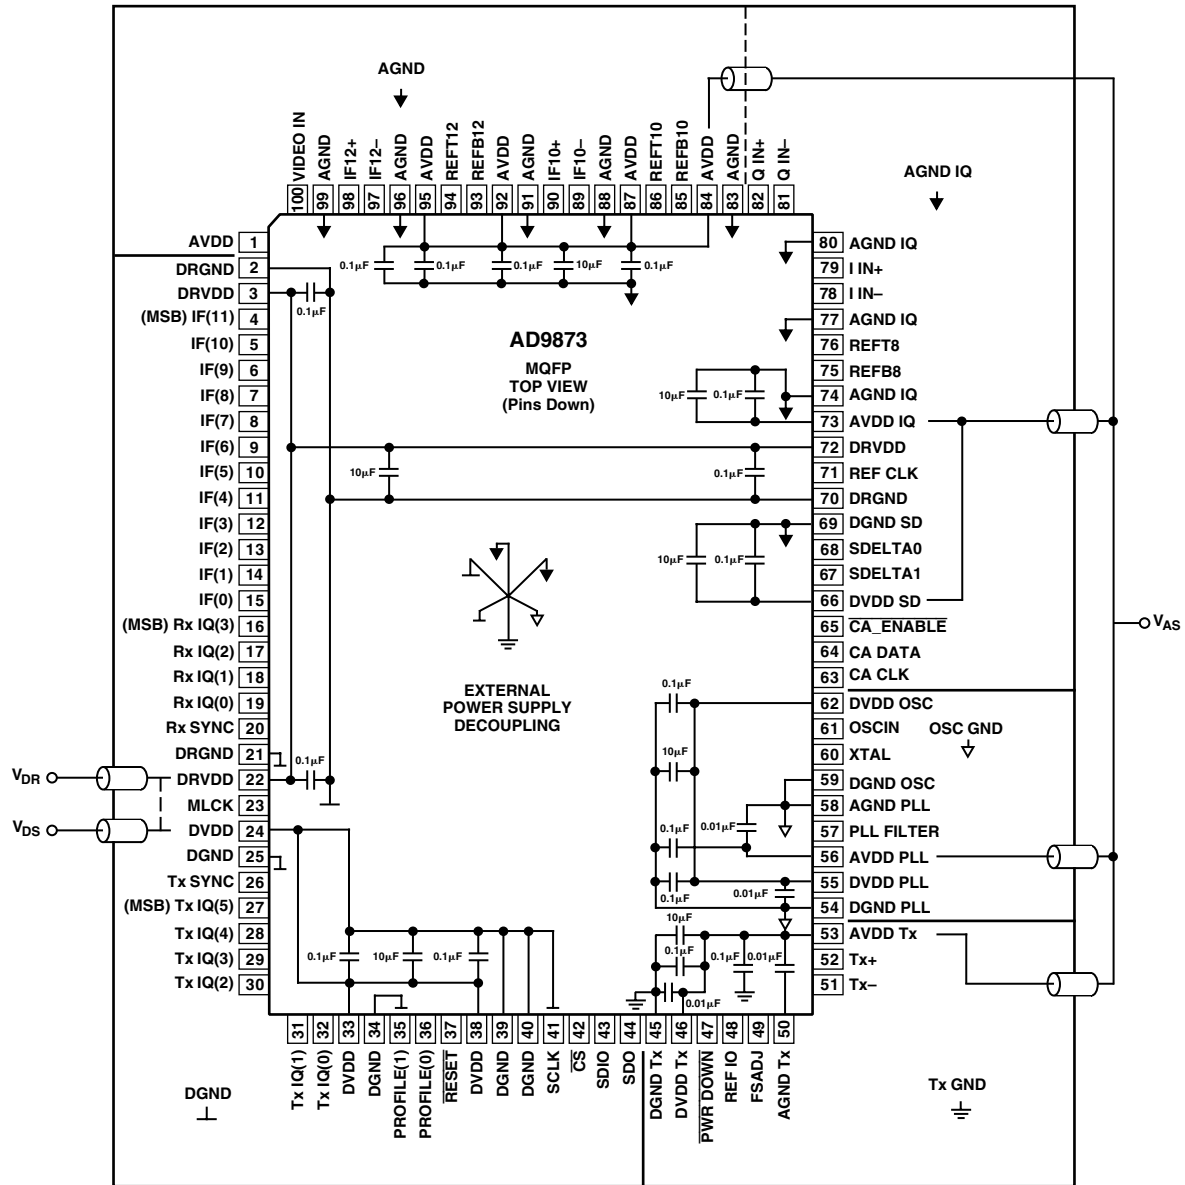 AGND
100 VIDEO IN
99 AGND
98 IF12+
97 IF12–
96 AGND
95 AVDD
94 REFT12
93 REFB12
92 AVDD
91 AGND
90 IF10+
89 IF10–
88 AGND
87 AVDD
86 REFT10
85 REFB10
84 AVDD
83 AGND
82 Q IN+
81 Q IN–
AGND IQ
AVDD 1
DRGND 2
DRVDD 3
(MSB) IF(11) 4
IF(10) 5
IF(9) 6
IF(8) 7
IF(7) 8
IF(6) 9
IF(5) 10
IF(4) 11
IF(3) 12
IF(2) 13
IF(1) 14
IF(0) 15
(MSB) Rx IQ(3) 16
Rx IQ(2) 17
Rx IQ(1) 18
Rx IQ(0) 19
Rx SYNC 20
DRGND 21
DRVDD 22
MLCK 23
DVDD 24
DGND 25
Tx SYNC 26
(MSB) Tx IQ(5) 27
Tx IQ(4) 28
Tx IQ(3) 29
Tx IQ(2) 30
VDR
VDS
0.1µF
0.1µF
0.1µF
10µF
0.1µF
0.1µF
AD9873
MQFP
TOP VIEW
(Pins Down)
10µF
0.1µF
10µF
0.1µF
10µF
0.1µF
EXTERNAL
POWER SUPPLY
DECOUPLING
0.1µF
10µF
0.1µF
0.01µF
0.1µF
0.1µF
0.01µF
10µF
0.1µF
0.1µF
0.01µF
0.01µF
0.1µF
10µF
0.1µF
80 AGND IQ
79 I IN+
78 I IN–
77 AGND IQ
76 REFT8
75 REFB8
74 AGND IQ
73 AVDD IQ
72 DRVDD
71 REF CLK
70 DRGND
69 DGND SD
68 SDELTA0
67 SDELTA1
66 DVDD SD
65 CA_ENABLE
64 CA DATA
63 CA CLK
62 DVDD OSC
61 OSCIN
60 XTAL
59 DGND OSC
58 AGND PLL
57 PLL FILTER
56 AVDD PLL
55 DVDD PLL
54 DGND PLL
53 AVDD Tx
52 Tx+
51 Tx–
VAS
OSC GND
31 Tx IQ(1)
32 Tx IQ(0)
33 DVDD
34 DGND
35 PROFILE(1)
36 PROFILE(0)
37 RESET
38 DVDD
39 DGND
40 DGND
41 SCLK
42 CS
43 SDIO
44 SDO
45 DGND Tx
46 DVDD Tx
47 PWR DOWN
48 REF IO
49 FSADJ
50 AGND Tx
DGND
Tx GND